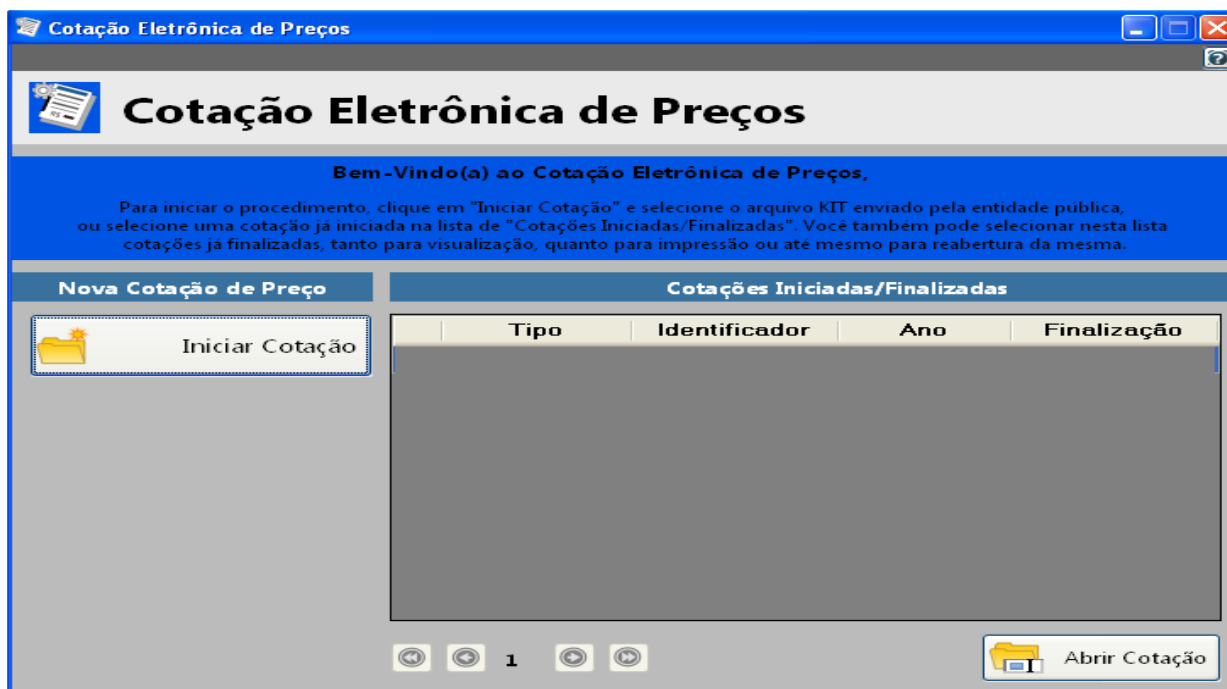 Cotação Eletrônica de Preços
Cotação Eletrônica de Preços
Bem-Vindo(a) ao Cotação Eletrônica de Preços,
Para iniciar o procedimento, clique em "Iniciar Cotação" e selecione o arquivo KIT enviado pela entidade pública,
ou selecione uma cotação já iniciada na lista de "Cotações Iniciadas/Finalizadas". Você também pode selecionar nesta lista
cotações já finalizadas, tanto para visualização, quanto para impressão ou até mesmo para reabertura da mesma.
Nova Cotação de Preço
Cotações Iniciadas/Finalizadas
Iniciar Cotação
Tipo Identificador Ano Finalização
1
Abrir Cotação